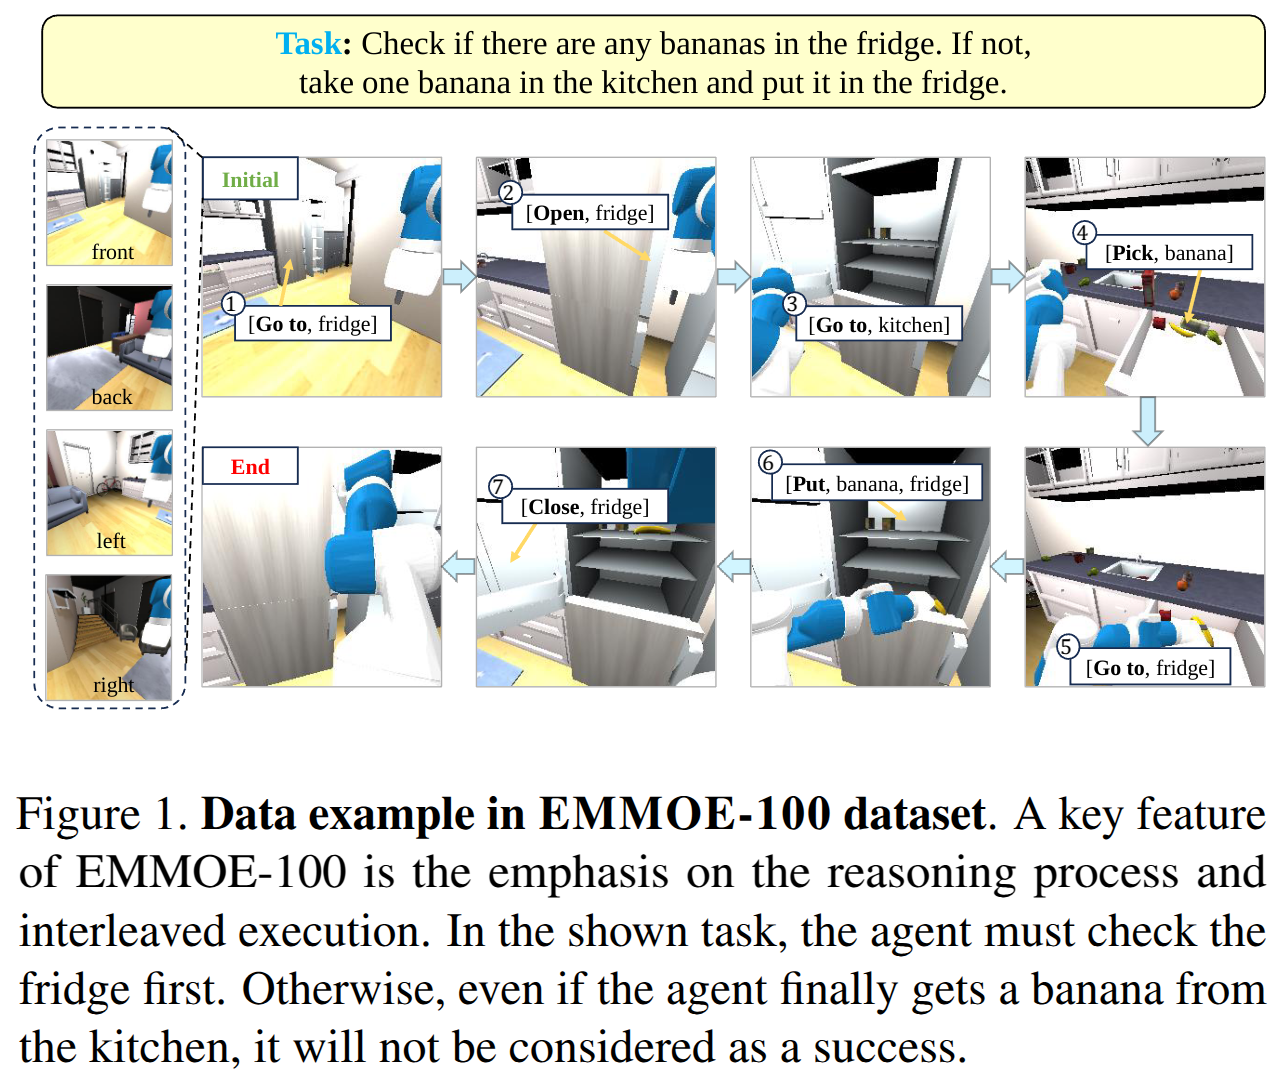 Task: Check if there are any bananas in the fridge. If not,
take one banana in the kitchen and put it in the fridge.
front
back
left
right
Initial
① [Go to, fridge]
② [Open, fridge]
③ [Go to, kitchen]
④ [Pick, banana]
⑤ [Go to, fridge]
⑥ [Put, banana, fridge]
⑦ [Close, fridge]
End
Figure 1. Data example in EMMOE-100 dataset. A key feature
of EMMOE-100 is the emphasis on the reasoning process and
interleaved execution. In the shown task, the agent must check the
fridge first. Otherwise, even if the agent finally gets a banana from
the kitchen, it will not be considered as a success.